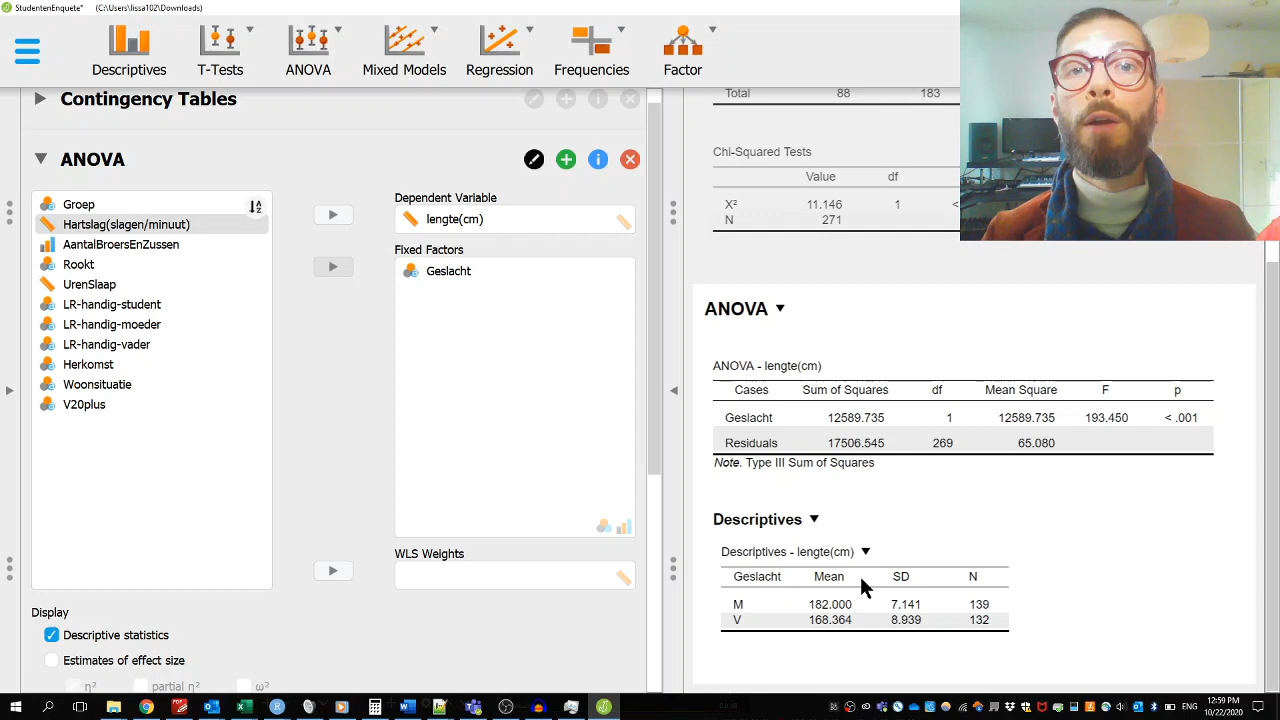 StudentenEnquete* (C:\Users\lissa102\Downloads)
Descriptives T-Tests ANOVA Mixed Models Regression Frequencies Factor
Contingency Tables
ANOVA
Groep
Hartslag(slagen/minuut)
AantalBroersEnZussen
Rookt
UrenSlaap
LR-handig-student
LR-handig-moeder
LR-handig-vader
Herkomst
Woonsituatie
V20plus
Dependent Variable
lengte(cm)
Fixed Factors
Geslacht
WLS Weights
Display
Descriptive statistics
Estimates of effect size
η² partial η² ω²
Total 88 183
Chi-Squared Tests
Value df
X² 11.146 1 <
N 271
ANOVA
ANOVA - lengte(cm)
Cases Sum of Squares df Mean Square F p
Geslacht 12589.735 1 12589.735 193.450 < .001
Residuals 17506.545 269 65.080
Note. Type III Sum of Squares
Descriptives
Descriptives - lengte(cm)
Geslacht Mean SD N
M 182.000 7.141 139
V 168.364 8.939 132
12:59 PM
10/22/2020